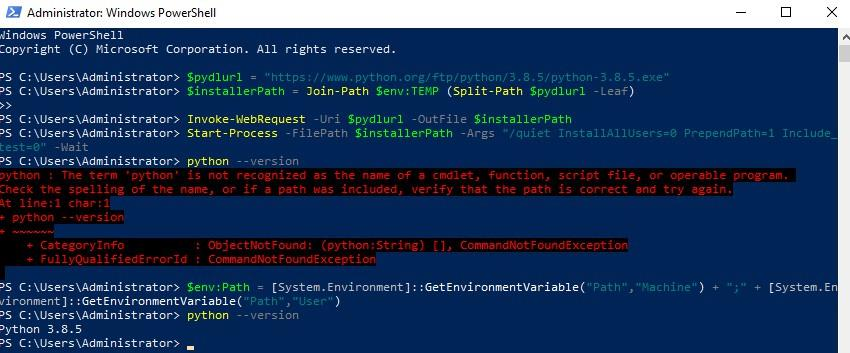 Administrator: Windows PowerShell
Windows PowerShell
Copyright (C) Microsoft Corporation. All rights reserved.
PS C:\Users\Administrator> $pydlurl = "https://www.python.org/ftp/python/3.8.5/python-3.8.5.exe"
PS C:\Users\Administrator> $installerPath = Join-Path $env:TEMP (Split-Path $pydlurl -Leaf)
>>
PS C:\Users\Administrator> Invoke-WebRequest -Uri $pydlurl -OutFile $installerPath
PS C:\Users\Administrator> Start-Process -FilePath $installerPath -Args "/quiet InstallAllUsers=0 PrependPath=1 Include_
test=0" -Wait
PS C:\Users\Administrator> python --version
python : The term 'python' is not recognized as the name of a cmdlet, function, script file, or operable program.
Check the spelling of the name, or if a path was included, verify that the path is correct and try again.
At line:1 char:1
+ python --version
+ ~~~~~~
    + CategoryInfo          : ObjectNotFound: (python:String) [], CommandNotFoundException
    + FullyQualifiedErrorId : CommandNotFoundException
PS C:\Users\Administrator> $env:Path = [System.Environment]::GetEnvironmentVariable("Path","Machine") + ";" + [System.En
vironment]::GetEnvironmentVariable("Path","User")
PS C:\Users\Administrator> python --version
Python 3.8.5
PS C:\Users\Administrator>